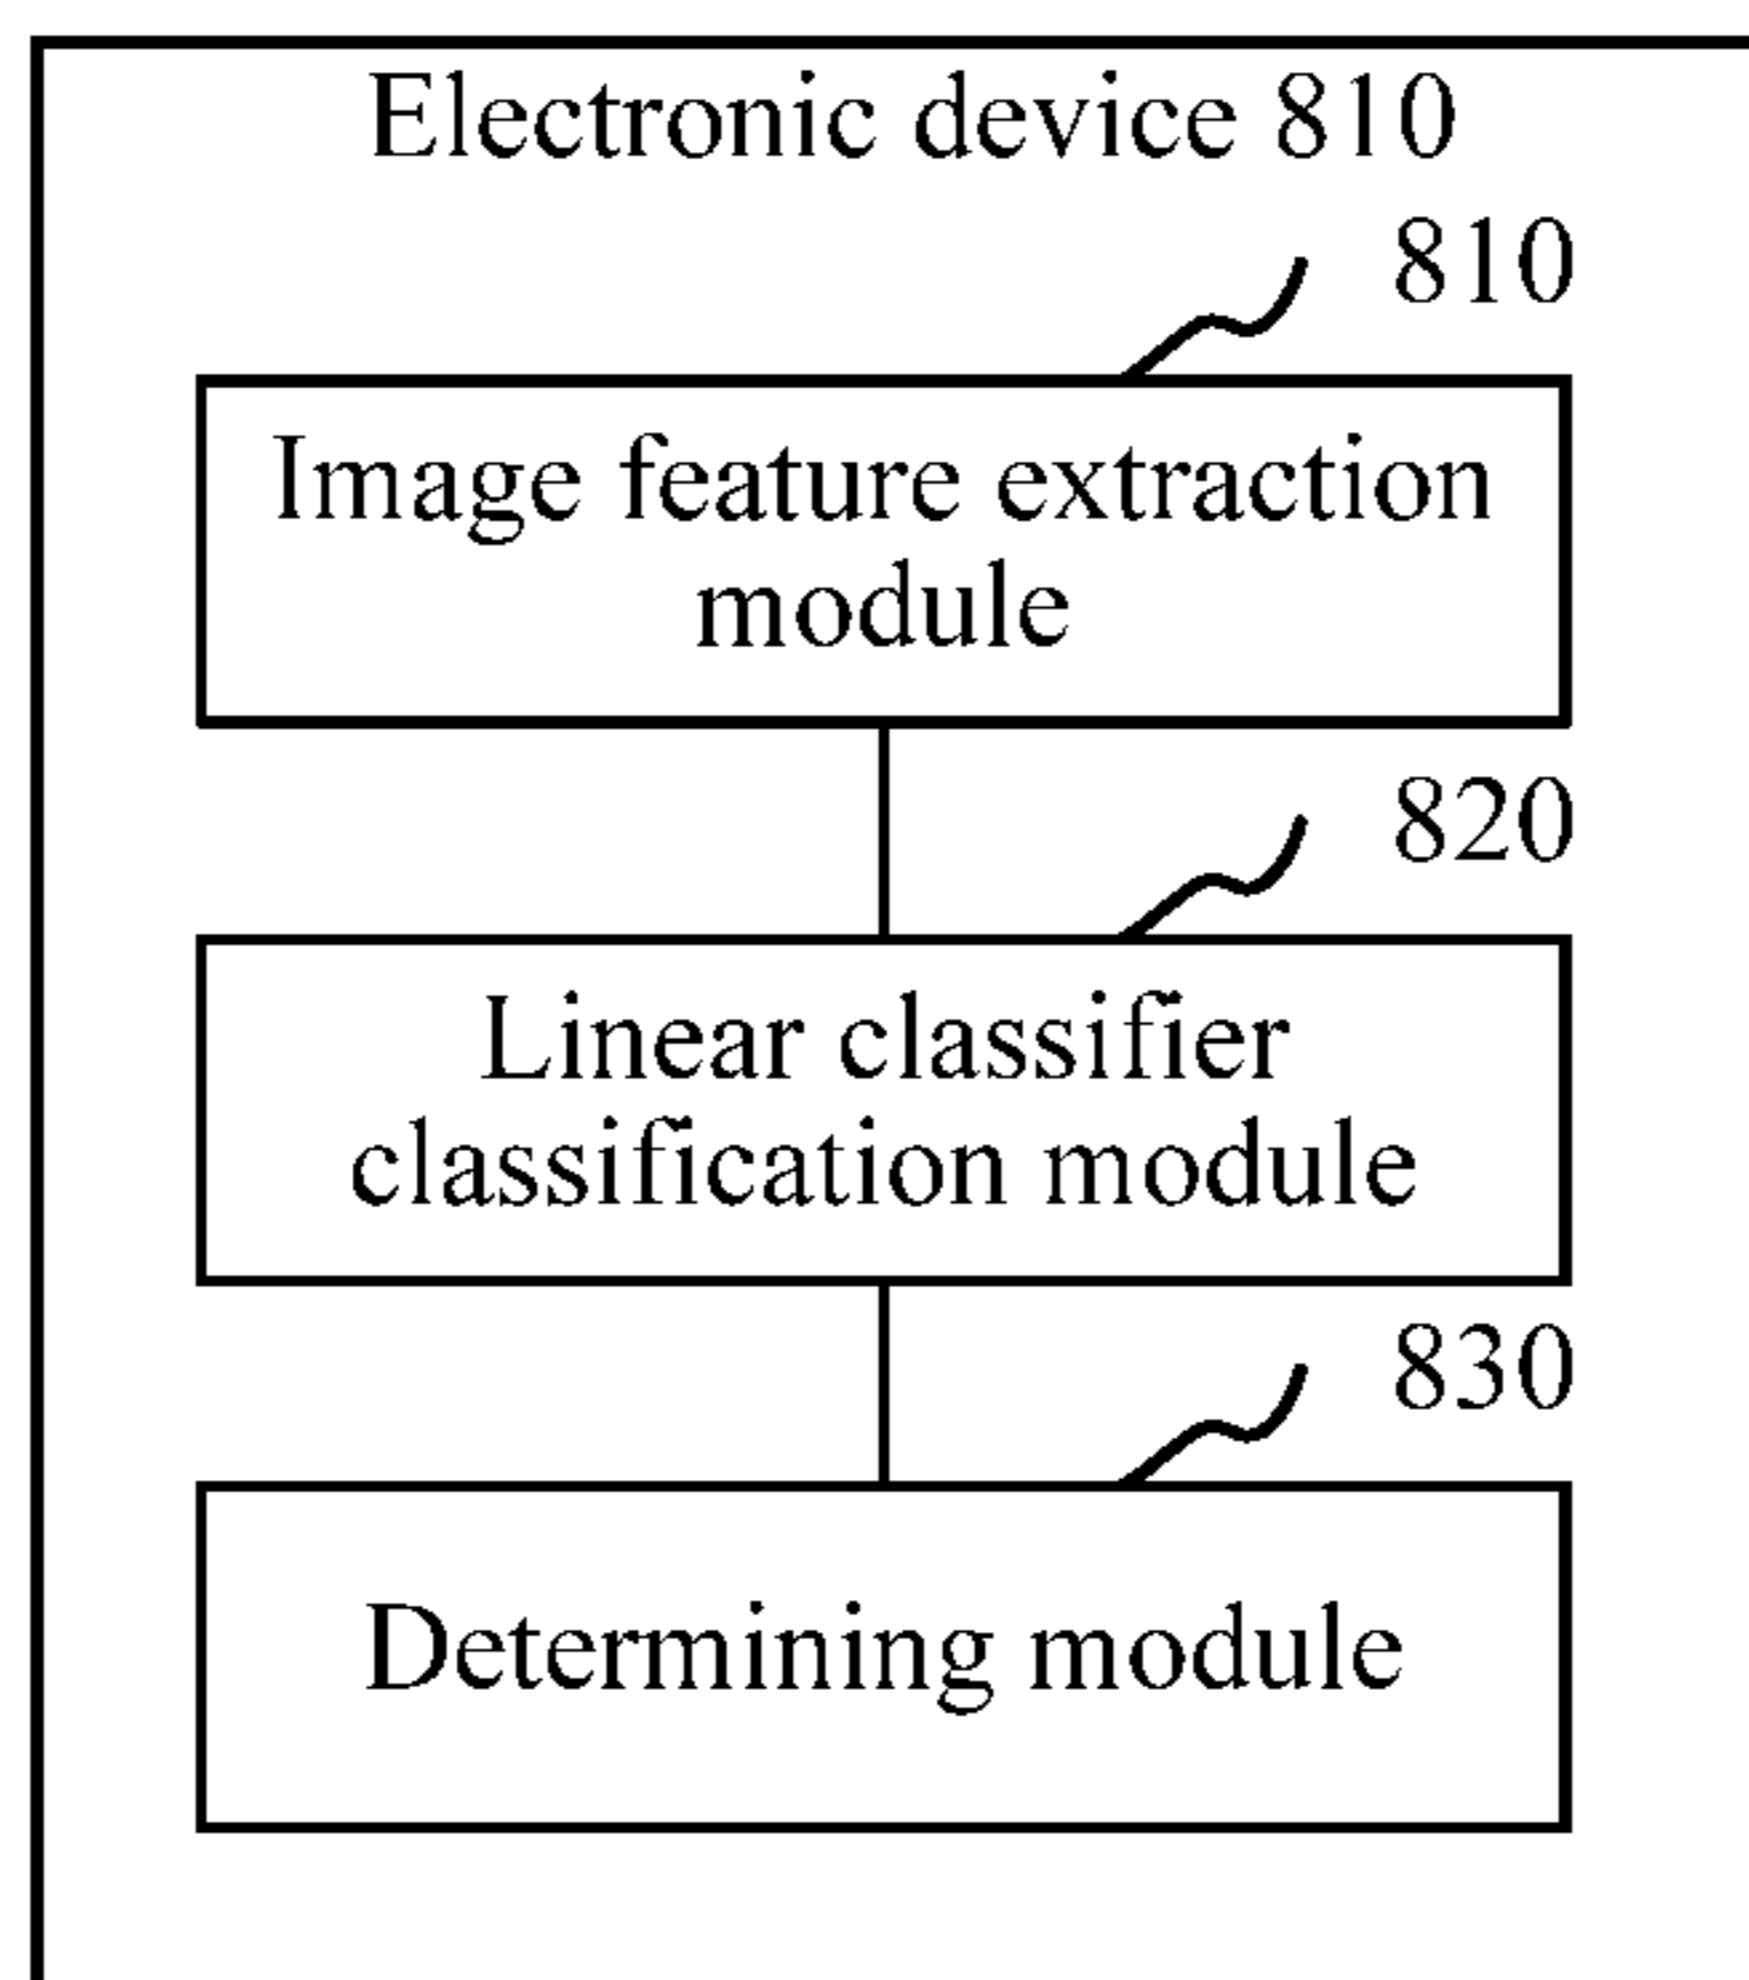 Electronic device 810
810
Image feature extraction
module
820
Linear classifier
classification module
830
Determining module